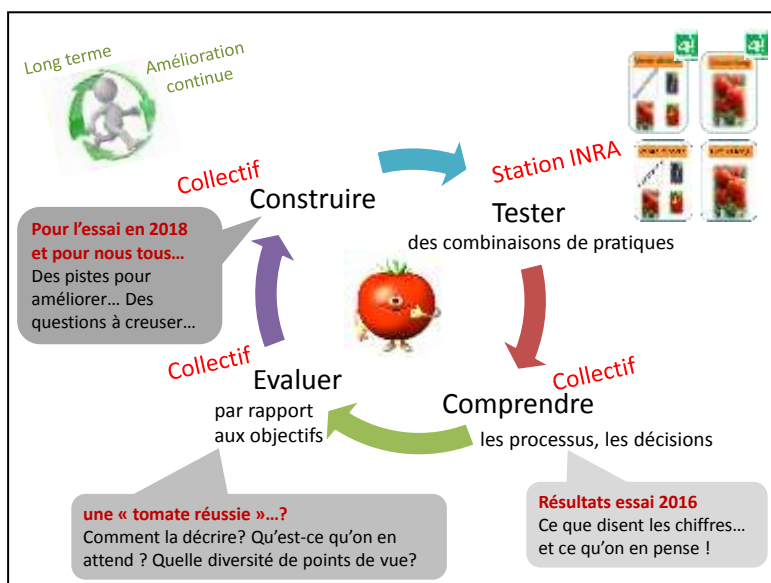 Long terme
Amélioration
continue
Collectif
Construire
Station INRA
Tester
des combinaisons de pratiques
Pour l'essai en 2018
et pour nous tous…
Des pistes pour
améliorer… Des
questions à creuser…
Collectif
Evaluer
par rapport
aux objectifs
Collectif
Comprendre
les processus, les décisions
une « tomate réussie »…?
Comment la décrire? Qu'est-ce qu'on en
attend ? Quelle diversité de points de vue?
Résultats essai 2016
Ce que disent les chiffres…
et ce qu'on en pense !